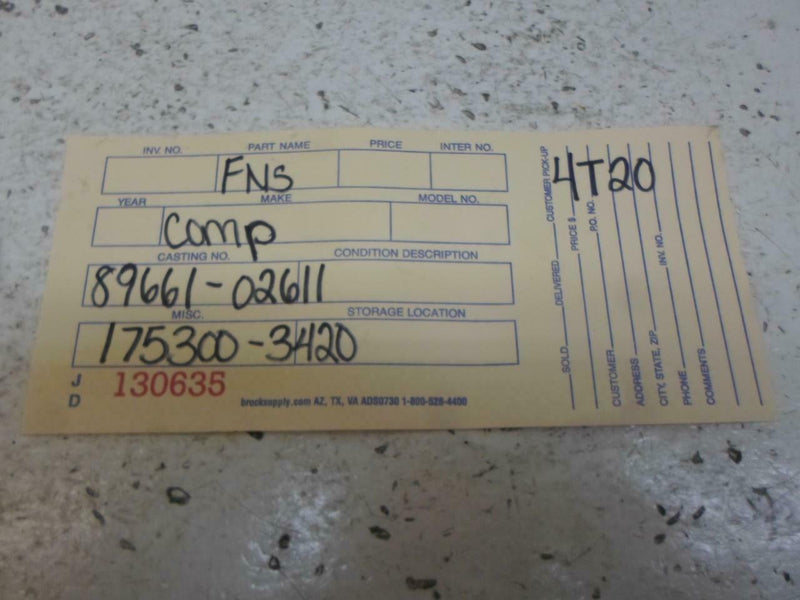 INV. NO. PART NAME PRICE INTER NO.
FNS
YEAR MAKE MODEL NO.
Comp
CASTING NO. CONDITION DESCRIPTION
89661-02611
MISC. STORAGE LOCATION
175300-3420
J D 130635
brocksupply.com AZ, TX, VA ADS0730 1-800-528-4400
4T20
SOLD DELIVERED CUSTOMER PICK-UP
PRICE $
P.O. NO.
CUSTOMER
ADDRESS
CITY, STATE, ZIP INV. NO.
PHONE
COMMENTS